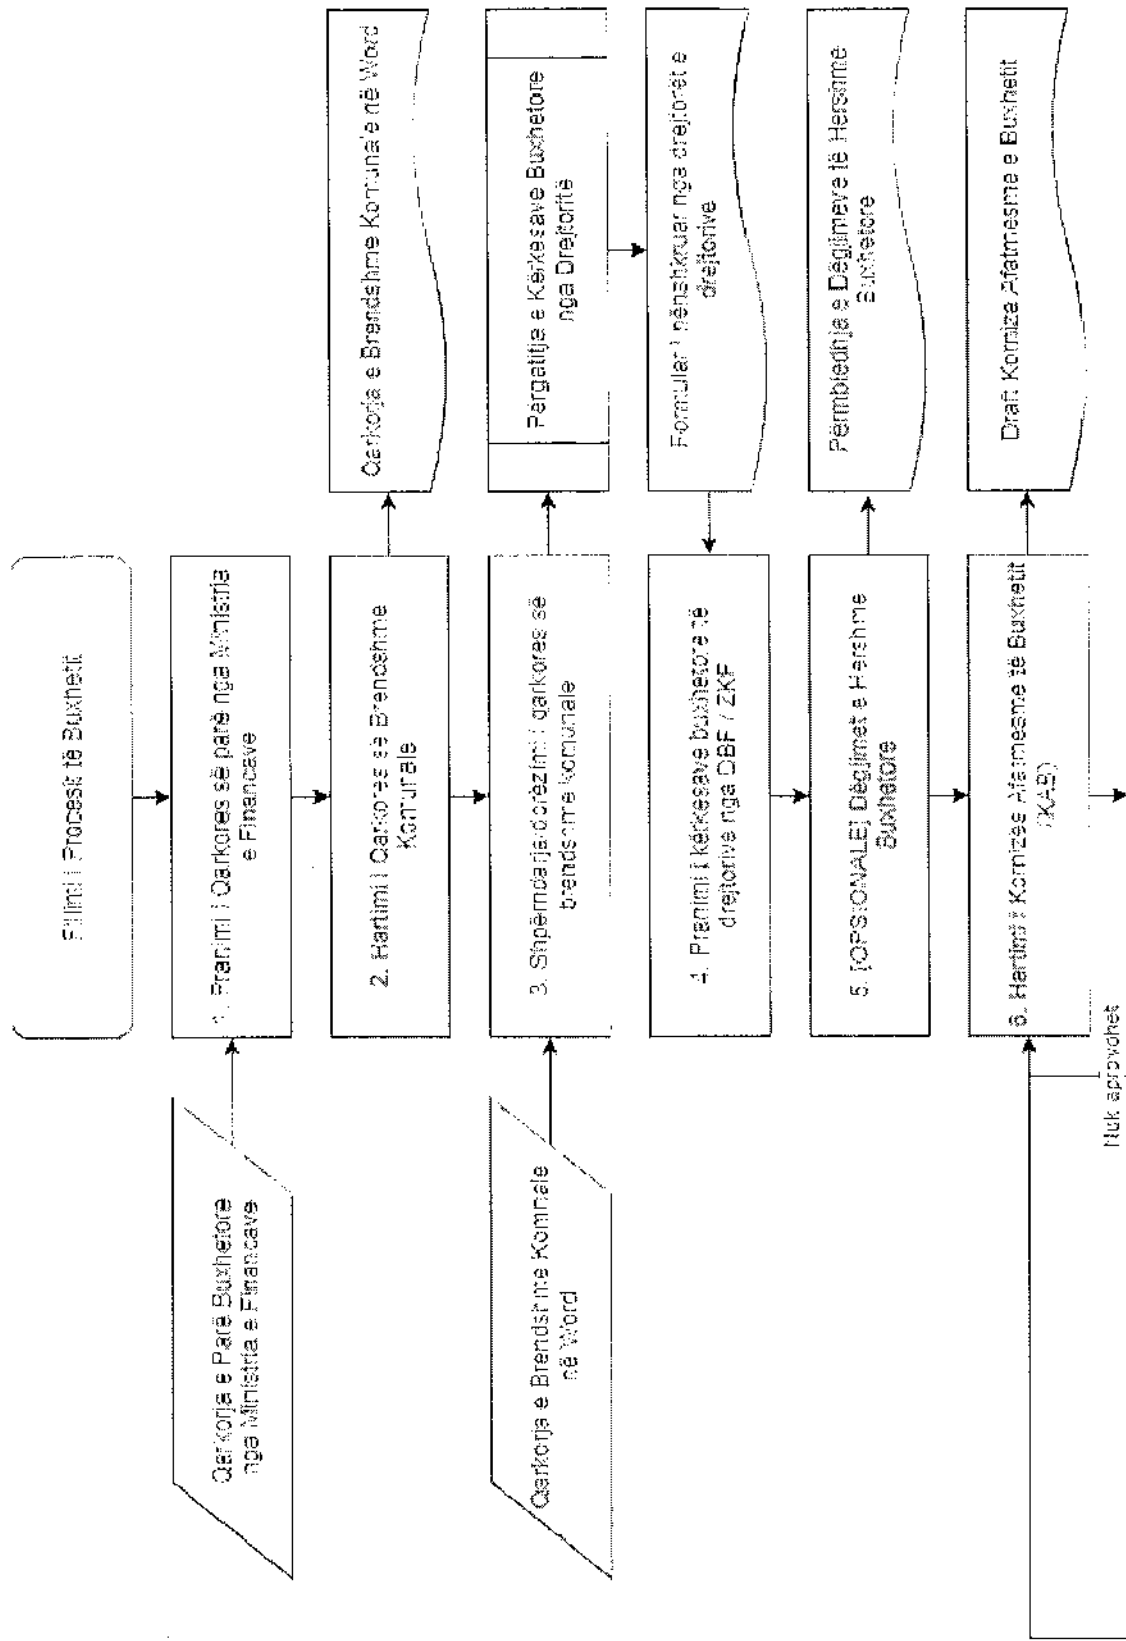 Fillimi i Procesit të Buxhetit
Qarkorja e Parë Buxhetore
nga Ministria e Financave
1. Pranimi i Qarkores së parë nga Ministria
e Financave
2. Hartimi i Qarkores së Brendshme
Komunale
Qarkorja e Brendshme Komunale në Word
Qarkorja e Brendshme Komnale
në Word
3. Shpërndarja/dorëzimi i qarkores së
brendshme komunale
Përgatitja e Kërkesave Buxhetore
nga Drejtoritë
Formulari i nënshkruar nga drejtorët e
drejtorive
4. Pranimi i kërkesave buxhetore të
drejtorive nga DBF / ZKF
5. [OPSIONALE] Dëgjimet e Hershme
Buxhetore
Përmbledhja e Dëgjimeve të Hershme
Buxhetore
6. Hartimi i Kornizës Afatmesme të Buxhetit
(KAB)
Draft Korniza Afatmesme e Buxhetit
Nuk aprovohet